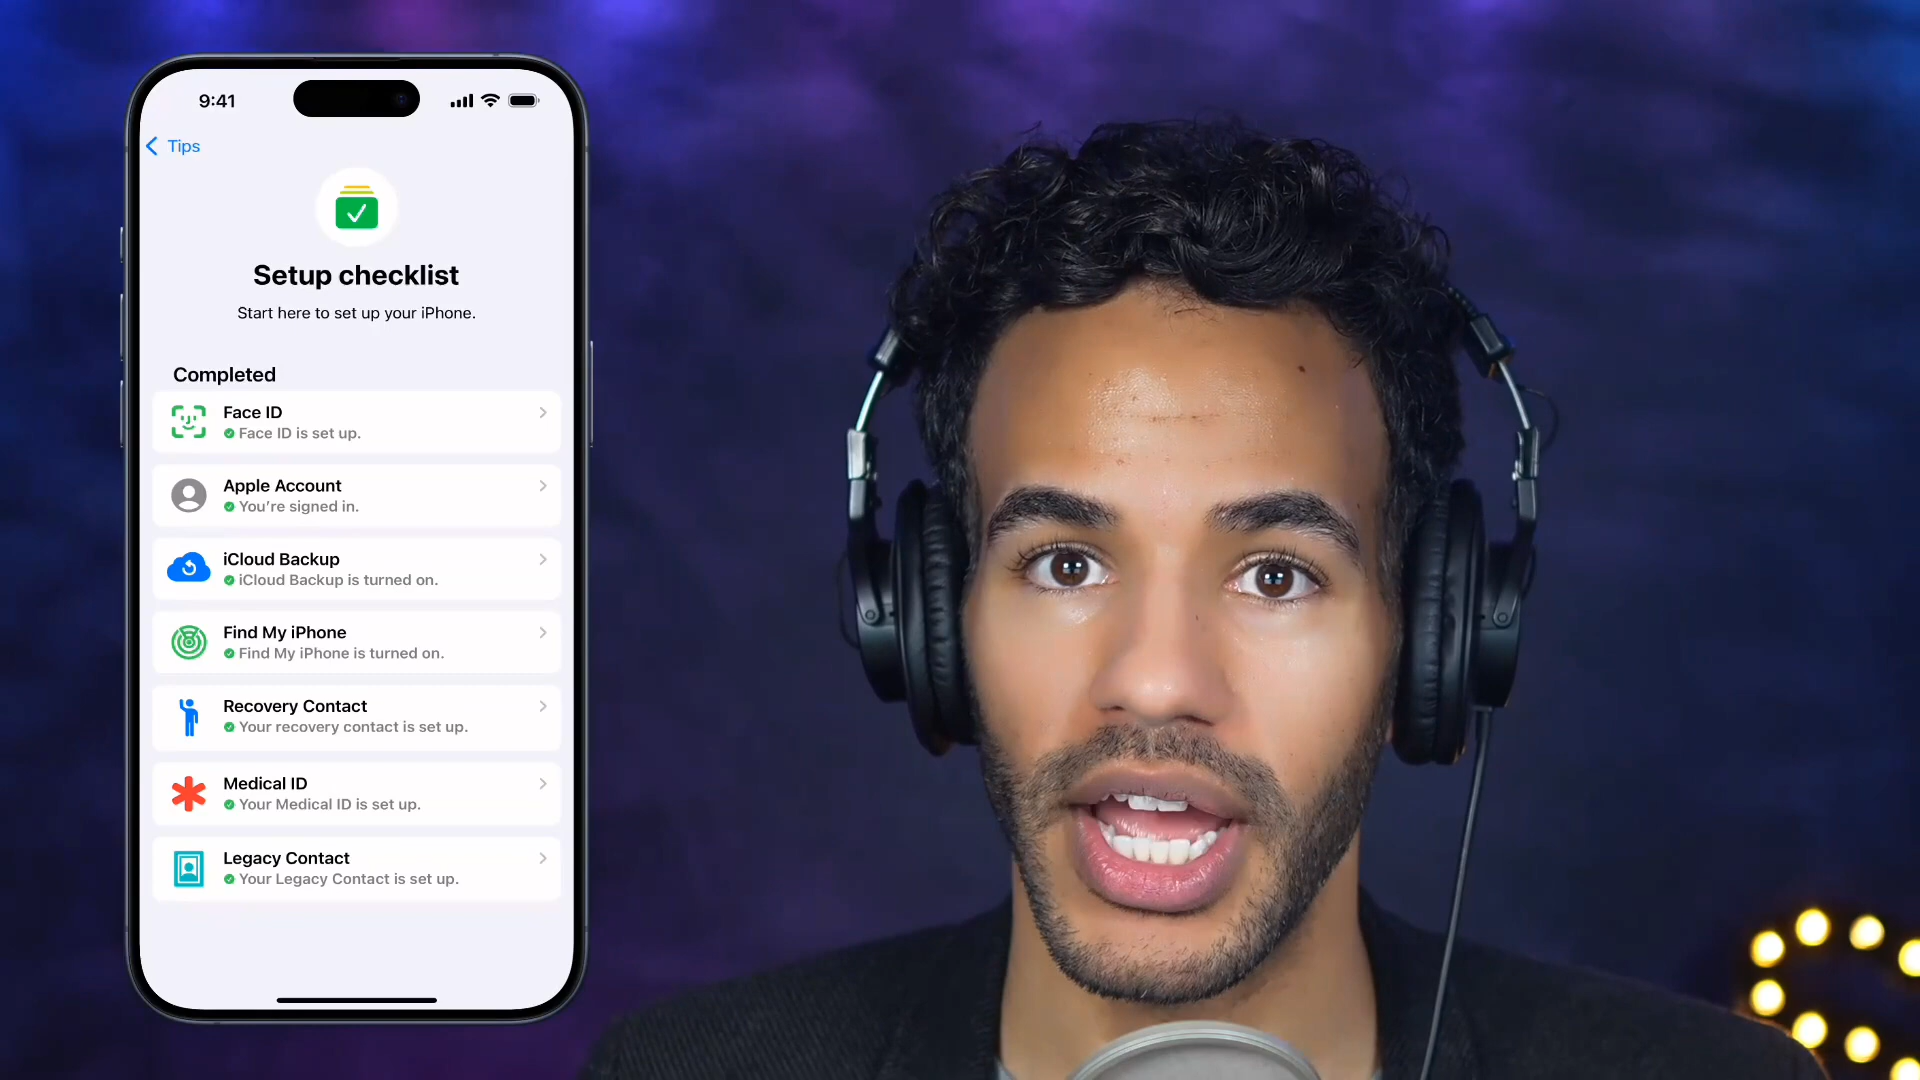 9:41
Tips
Setup checklist
Start here to set up your iPhone.
Completed
Face ID
Face ID is set up.
Apple Account
You're signed in.
iCloud Backup
iCloud Backup is turned on.
Find My iPhone
Find My iPhone is turned on.
Recovery Contact
Your recovery contact is set up.
Medical ID
Your Medical ID is set up.
Legacy Contact
Your Legacy Contact is set up.